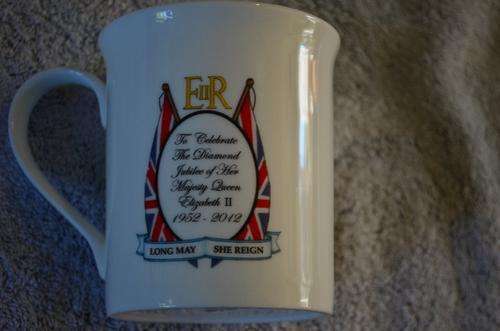 EIIR
To Celebrate
The Diamond
Jubilee of Her
Majesty Queen
Elizabeth II
1952 - 2012
LONG MAY SHE REIGN